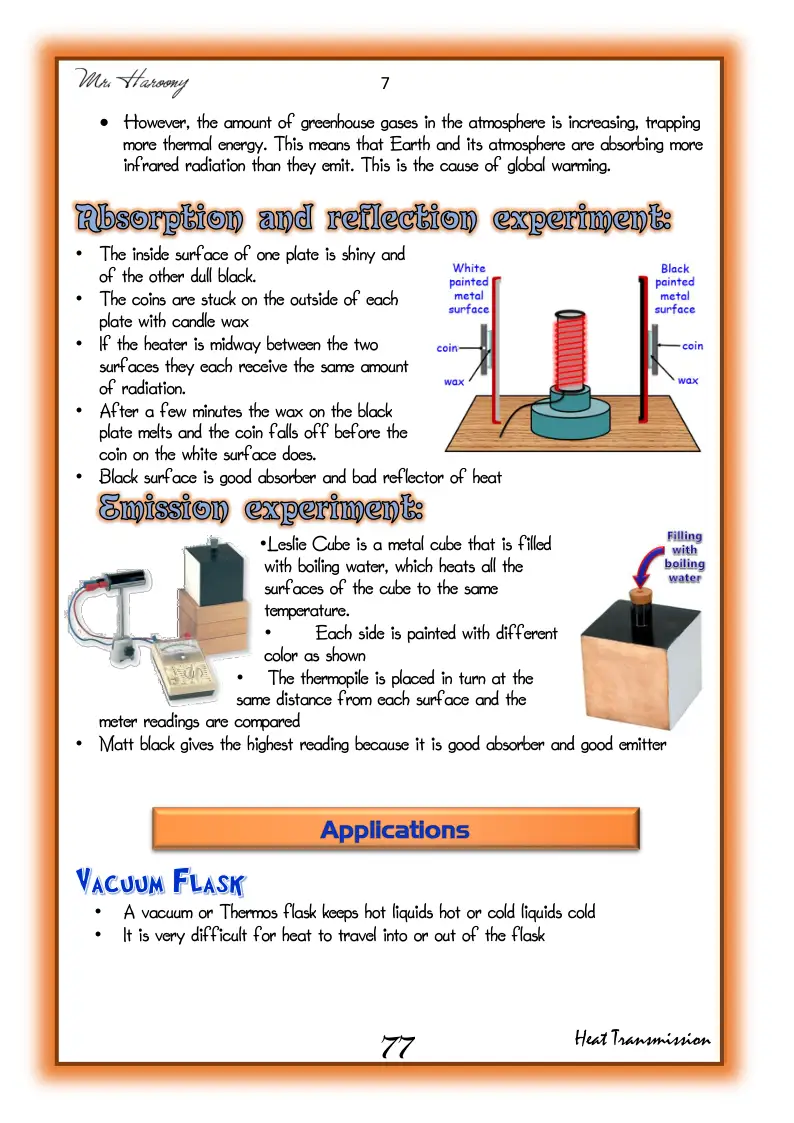 Mr. Haroony
7
• However, the amount of greenhouse gases in the atmosphere is increasing, trapping
more thermal energy. This means that Earth and its atmosphere are absorbing more
infrared radiation than they emit. This is the cause of global warming.
Absorption and reflection experiment:
• The inside surface of one plate is shiny and
of the other dull black.
• The coins are stuck on the outside of each
plate with candle wax
• If the heater is midway between the two
surfaces they each receive the same amount
of radiation.
• After a few minutes the wax on the black
plate melts and the coin falls off before the
coin on the white surface does.
• Black surface is good absorber and bad reflector of heat
White
painted
metal
surface
coin
wax
Black
painted
metal
surface
coin
wax
Emission experiment:
•Leslie Cube is a metal cube that is filled
with boiling water, which heats all the
surfaces of the cube to the same
temperature.
• Each side is painted with different
color as shown
• The thermopile is placed in turn at the
same distance from each surface and the
meter readings are compared
• Matt black gives the highest reading because it is good absorber and good emitter
Filling
with
boiling
water
Applications
Vacuum Flask
• A vacuum or Thermos flask keeps hot liquids hot or cold liquids cold
• It is very difficult for heat to travel into or out of the flask
77
Heat Transmission